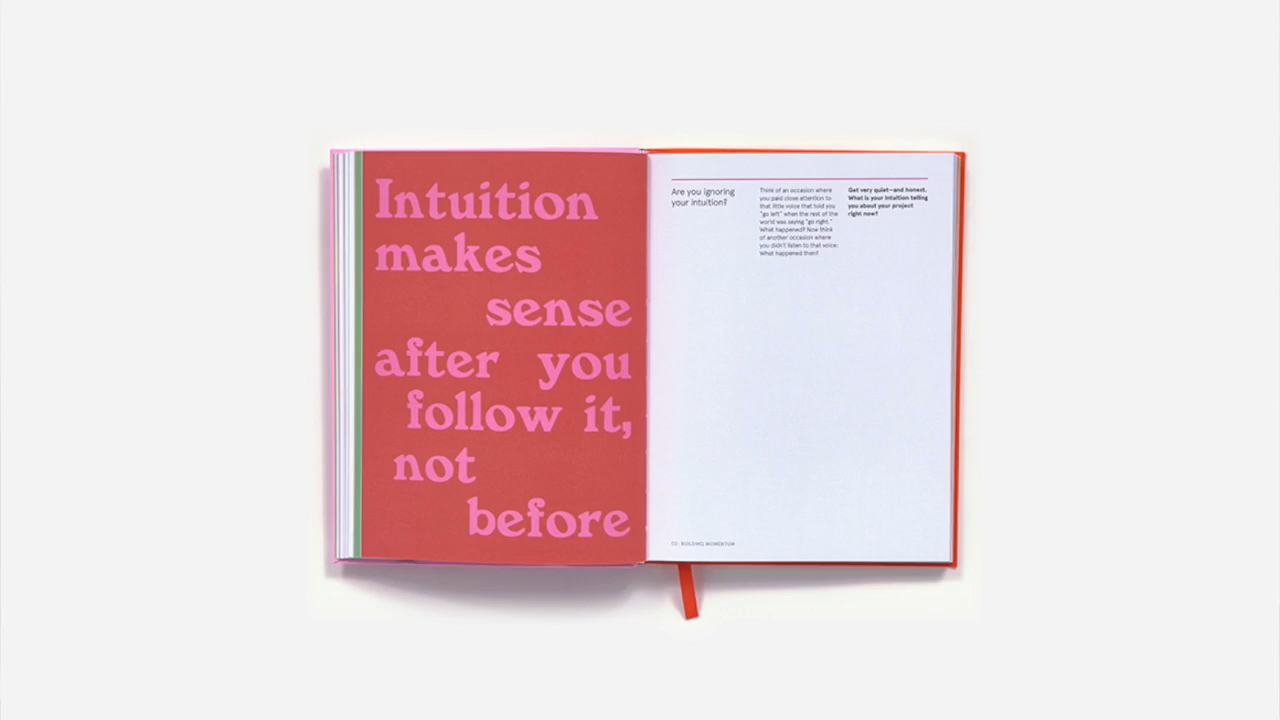 Intuition
makes
sense
after you
follow it,
not
before
Are you ignoring
your intuition?
Think of an occasion where
you paid close attention to
that little voice that told you
"go left" when the rest of the
world was saying "go right."
What happened? Now think
of another occasion where
you didn't listen to that voice:
What happened then?
Get very quiet—and honest.
What is your intuition telling
you about your project
right now?
BUILDING MOMENTUM